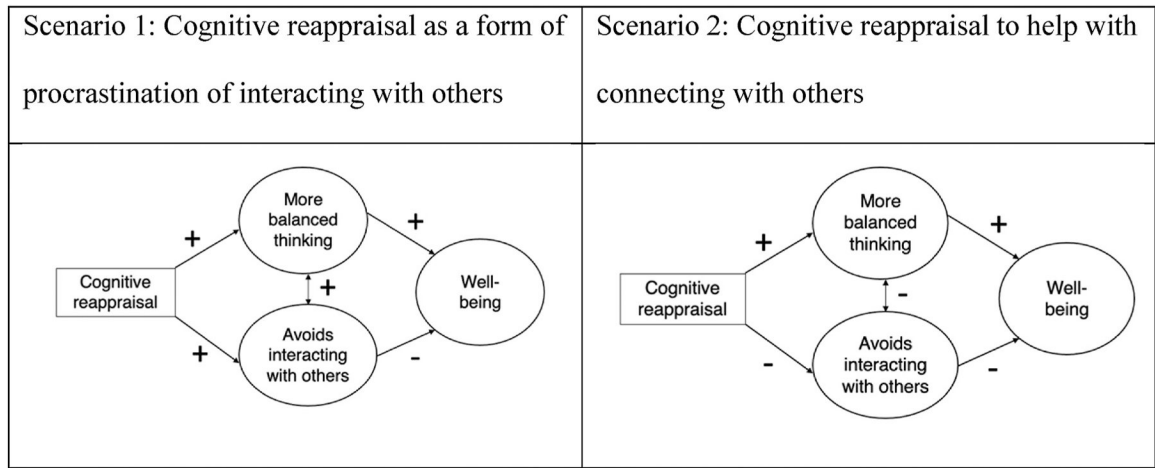 Scenario 1: Cognitive reappraisal as a form of
procrastination of interacting with others
Scenario 2: Cognitive reappraisal to help with
connecting with others
More
balanced
thinking
+
+
Cognitive
reappraisal
+
Well-
being
+
Avoids
interacting
with others
-
More
balanced
thinking
+
+
Cognitive
reappraisal
-
Well-
being
-
Avoids
interacting
with others
-